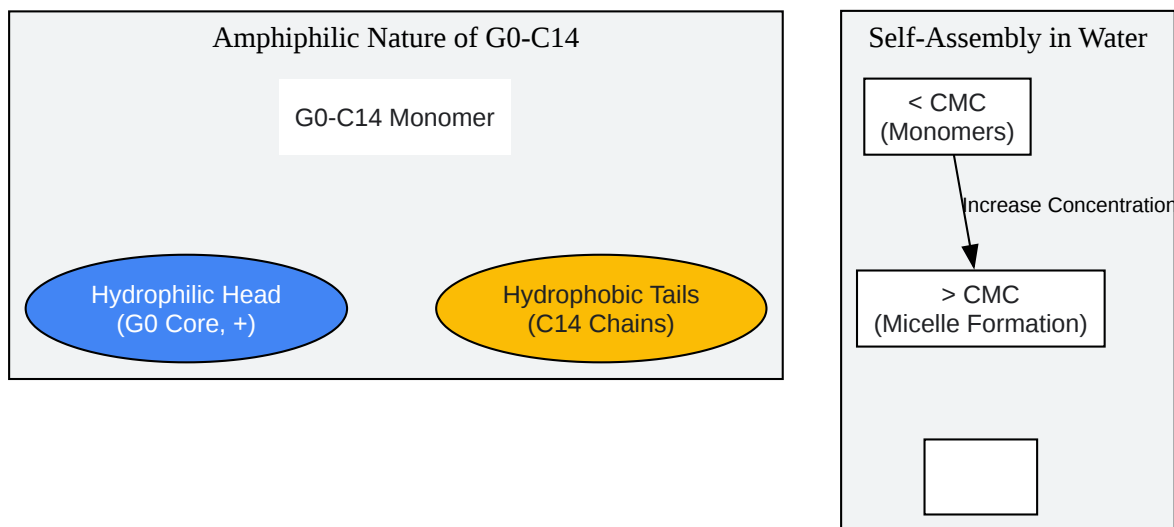 Amphiphilic Nature of G0-C14
G0-C14 Monomer
Hydrophilic Head
(G0 Core, +)
Hydrophobic Tails
(C14 Chains)
Self-Assembly in Water
< CMC
(Monomers)
Increase Concentration
> CMC
(Micelle Formation)